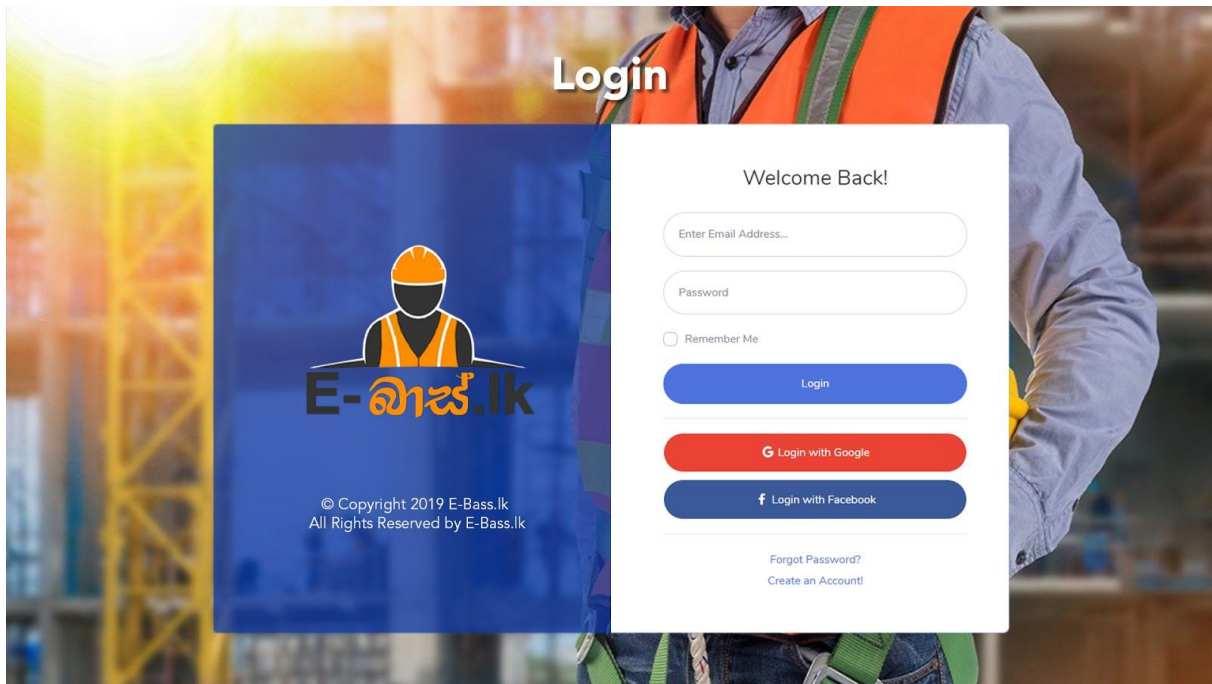 Login
E-බාස්.lk
© Copyright 2019 E-Bass.lk
All Rights Reserved by E-Bass.lk
Welcome Back!
Enter Email Address...
Password
Remember Me
Login
G Login with Google
f Login with Facebook
Forgot Password?
Create an Account!